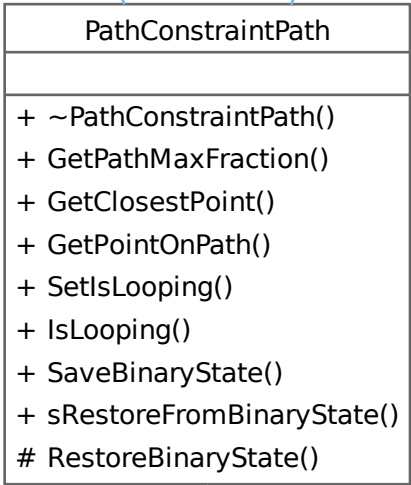 PathConstraintPath
+ ~PathConstraintPath()
+ GetPathMaxFraction()
+ GetClosestPoint()
+ GetPointOnPath()
+ SetIsLooping()
+ IsLooping()
+ SaveBinaryState()
+ sRestoreFromBinaryState()
# RestoreBinaryState()